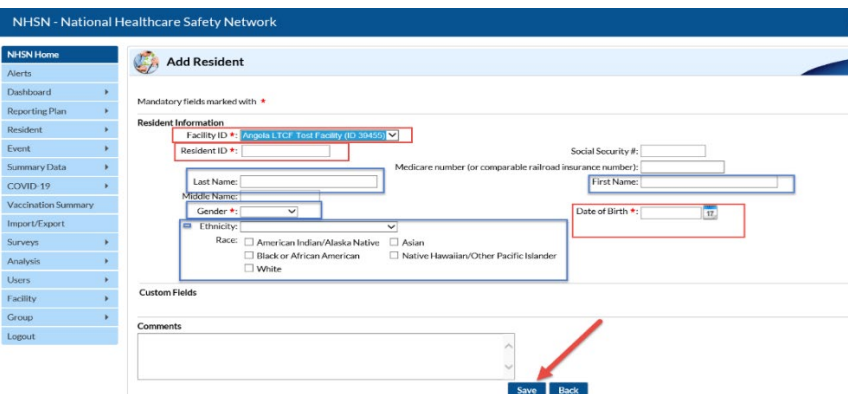 NHSN - National Healthcare Safety Network
NHSN Home
Alerts
Dashboard
Reporting Plan
Resident
Event
Summary Data
COVID-19
Vaccination Summary
Import/Export
Surveys
Analysis
Users
Facility
Group
Logout
Add Resident
Mandatory fields marked with *
Resident Information
Facility ID *: Angela LTCF Test Facility (ID 39455)
Resident ID *: Social Security #:
Medicare number (or comparable railroad insurance number):
Last Name: First Name:
Middle Name:
Gender *: Date of Birth *: 17
Ethnicity:
Race: American Indian/Alaska Native Asian
Black or African American Native Hawaiian/Other Pacific Islander
White
Custom Fields
Comments
Save Back